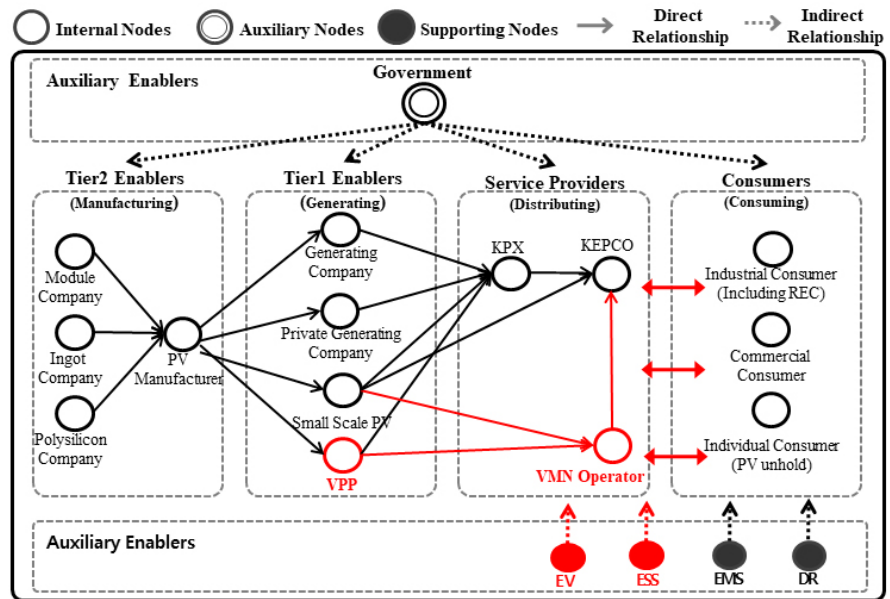 Internal Nodes
Auxiliary Nodes
Supporting Nodes
Direct
Relationship
Indirect
Relationship
Auxiliary Enablers
Government
Tier2 Enablers
(Manufacturing)
Tier1 Enablers
(Generating)
Service Providers
(Distributing)
Consumers
(Consuming)
Module
Company
Ingot
Company
Polysilicon
Company
PV
Manufacturer
Generating
Company
Private Generating
Company
Small Scale PV
VPP
KPX
KEPCO
VMN Operator
Industrial Consumer
(Including REC)
Commercial
Consumer
Individual Consumer
(PV unhold)
Auxiliary Enablers
EV
ESS
EMS
DR